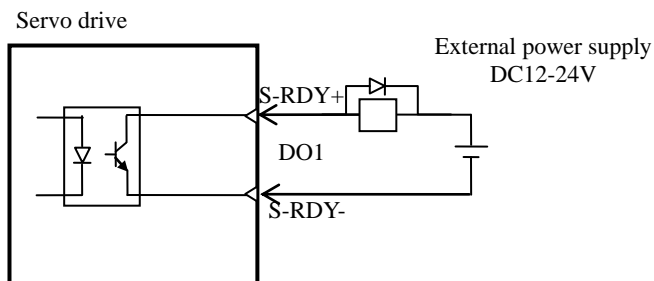 Servo drive
External power supply
DC12-24V
S-RDY+
DO1
S-RDY-